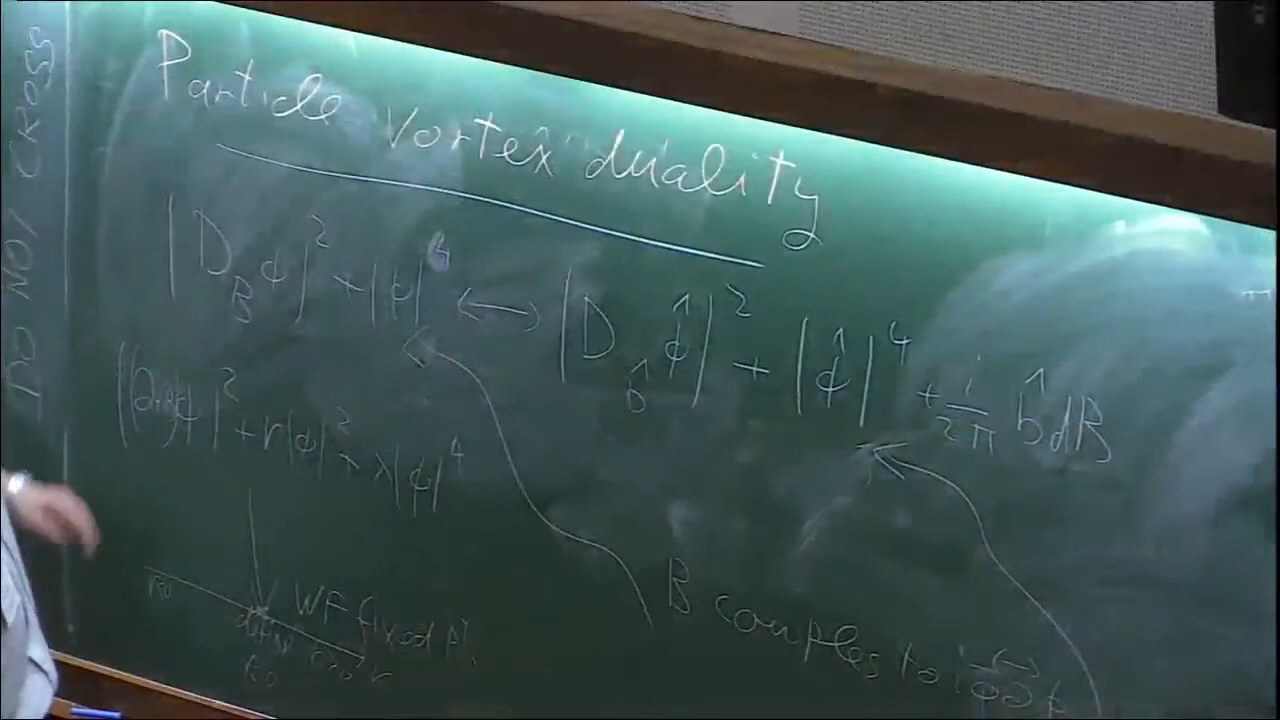 DO NOT CROSS
Particle Vortex duality
|D_B φ|² + |φ|⁴ ↔ |D_b̂ φ̂|² + |φ̂|⁴ + i/2π b̂dB
φ|² + r|φ|² + λ|φ|⁴
WF fixed pt.
B couples to i